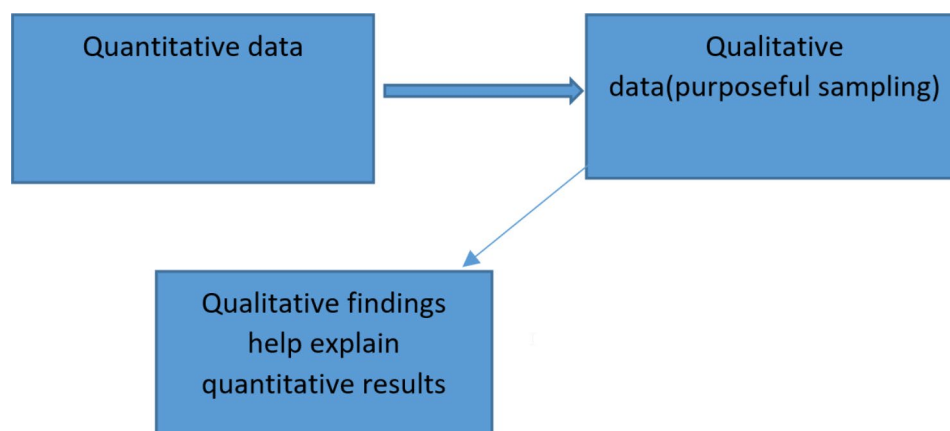 Quantitative data
Qualitative
data(purposeful sampling)
Qualitative findings
help explain
quantitative results